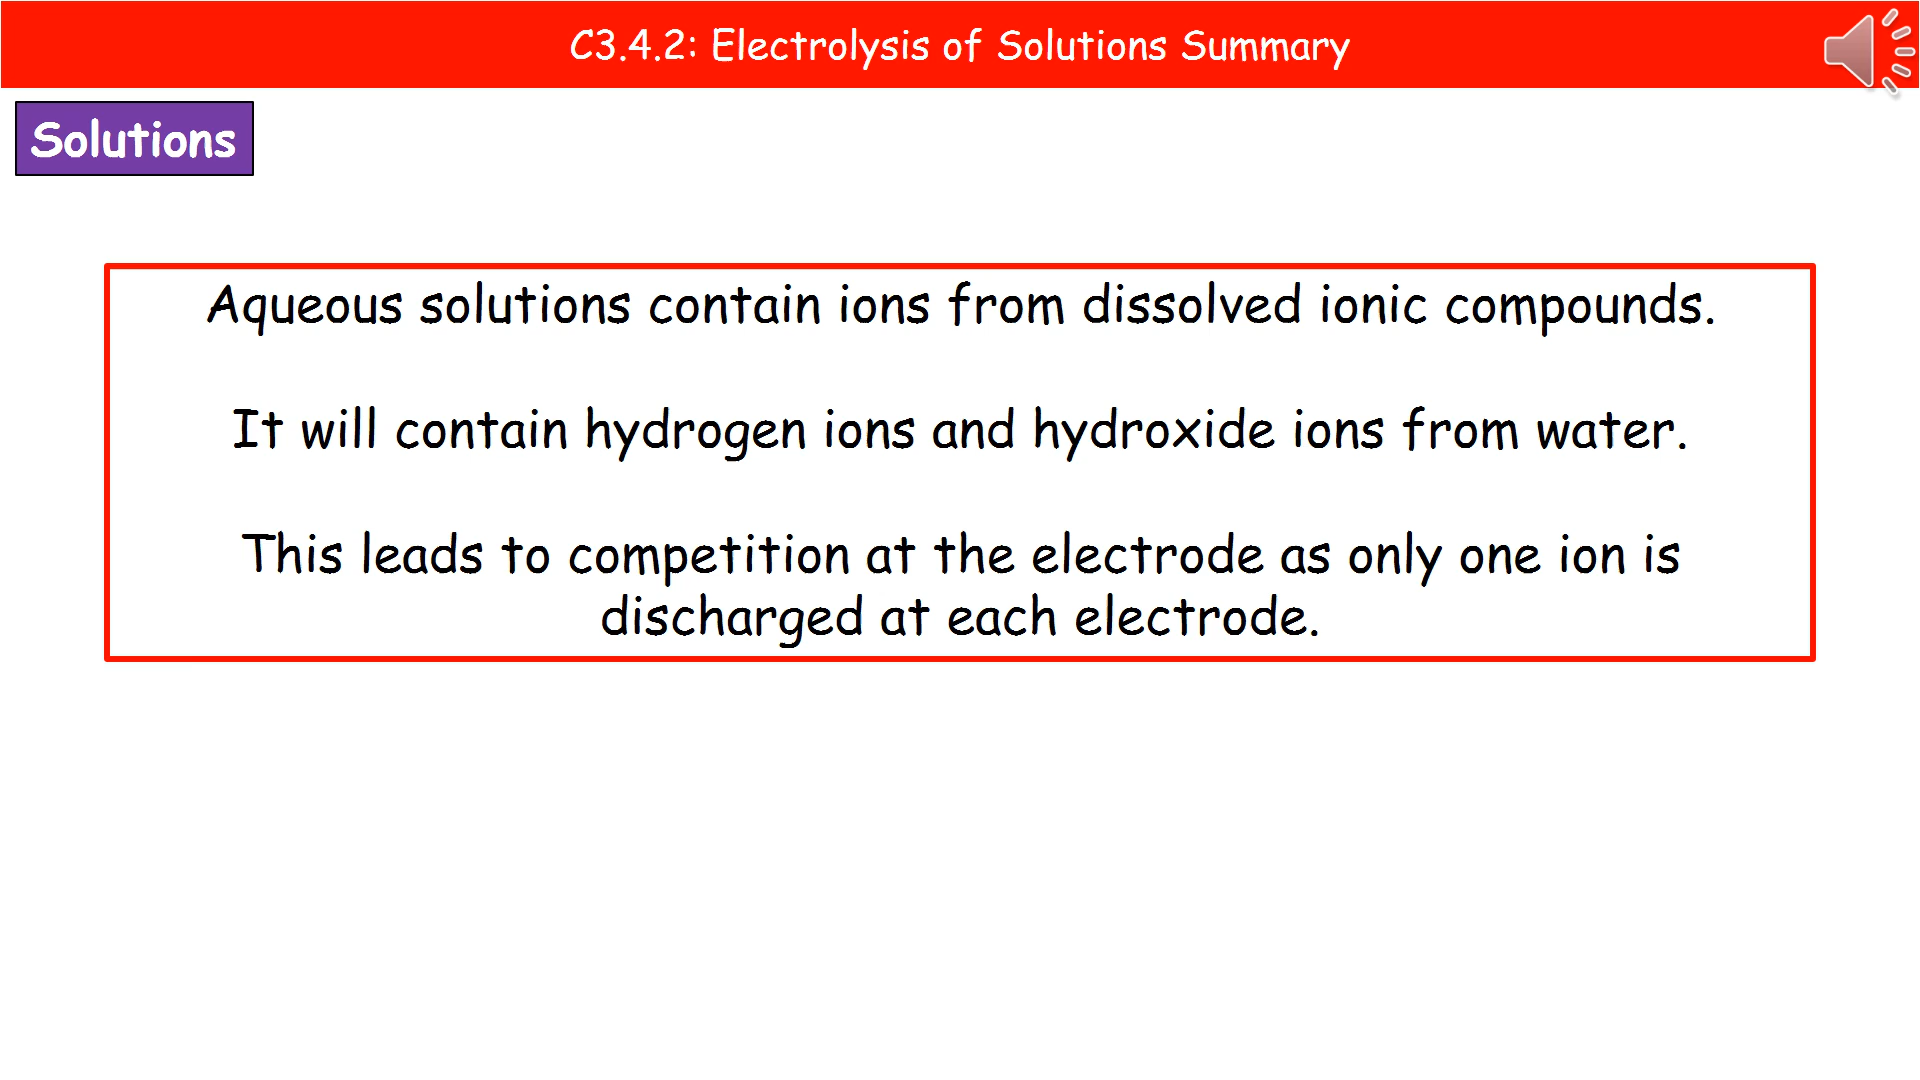 C3.4.2: Electrolysis of Solutions Summary
Solutions
Aqueous solutions contain ions from dissolved ionic compounds.
It will contain hydrogen ions and hydroxide ions from water.
This leads to competition at the electrode as only one ion is
discharged at each electrode.